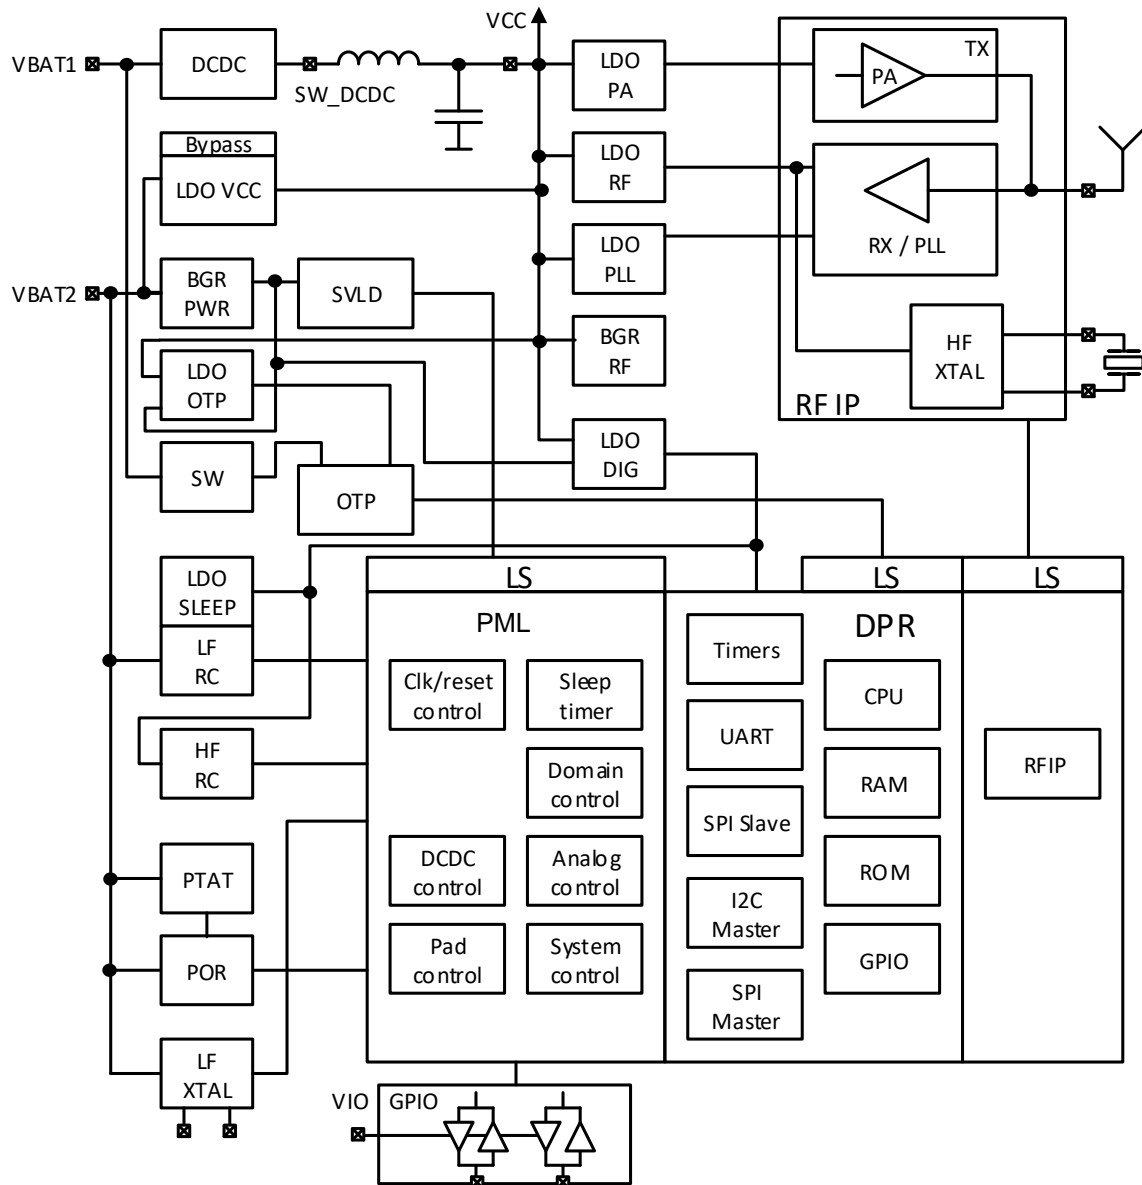 VCC
VBAT1
DCDC
SW_DCDC
LDO
PA
TX
PA
Bypass
LDO VCC
LDO
RF
RX / PLL
LDO
PLL
VBAT2
BGR
PWR
SVLD
BGR
RF
HF
XTAL
RF IP
LDO
OTP
LDO
DIG
SW
OTP
LDO
SLEEP
LF
RC
HF
RC
PTAT
POR
LF
XTAL
LS
LS
LS
PML
DPR
Clk/reset
control
Sleep
timer
Domain
control
DCDC
control
Analog
control
Pad
control
System
control
Timers
UART
SPI Slave
I2C
Master
SPI
Master
CPU
RAM
ROM
GPIO
RFIP
VIO
GPIO